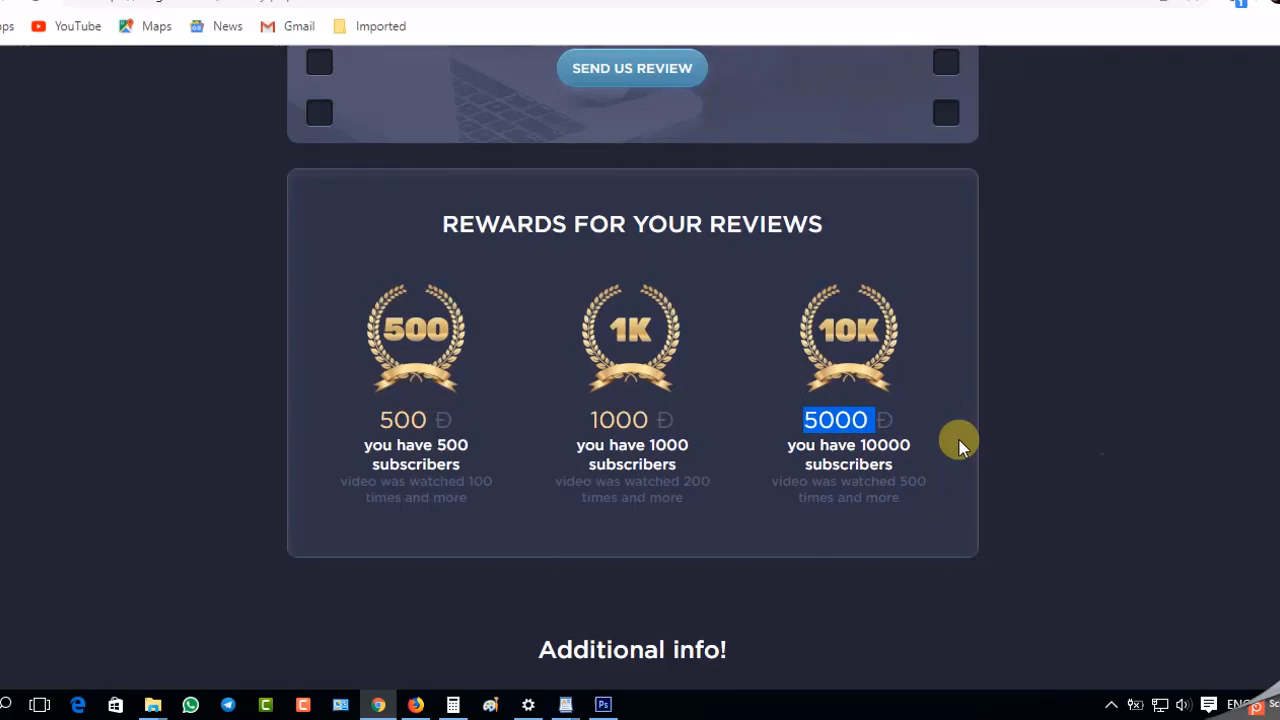 YouTube Maps News Gmail Imported
SEND US REVIEW
REWARDS FOR YOUR REVIEWS
500 1K 10K
500 Đ 1000 Đ 5000 Đ
you have 500 you have 1000 you have 10000
subscribers subscribers subscribers
video was watched 100 video was watched 200 video was watched 500
times and more times and more times and more
Additional info!